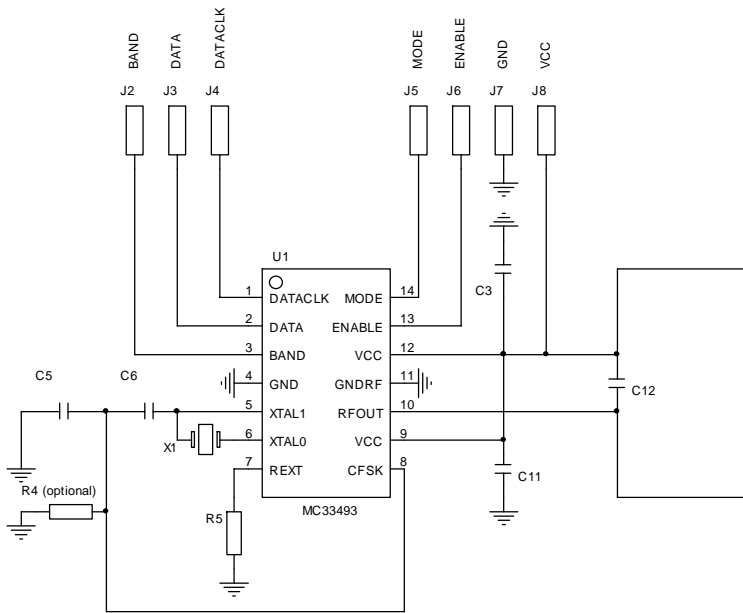 BAND
DATA
DATACLK
MODE
ENABLE
GND
VCC
J2
J3
J4
J5
J6
J7
J8
U1
C3
1
DATACLK
MODE
14
2
DATA
ENABLE
13
3
BAND
VCC
12
4
GND
GNDRF
11
5
XTAL1
RFOUT
10
6
XTAL0
VCC
9
7
REXT
CFSK
8
MC33493
C5
C6
X1
C12
C11
R4 (optional)
R5